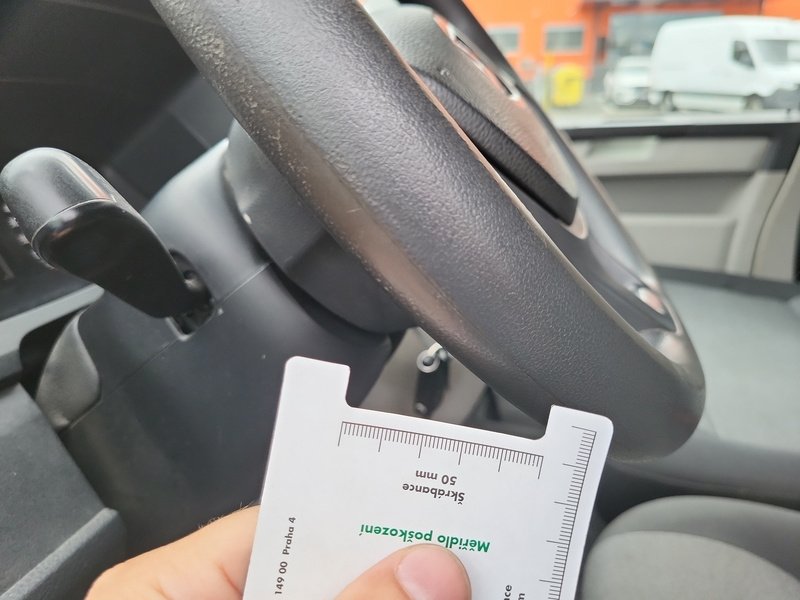 Měřidlo poškození
Škrábance
50 mm
149 00 Praha 4